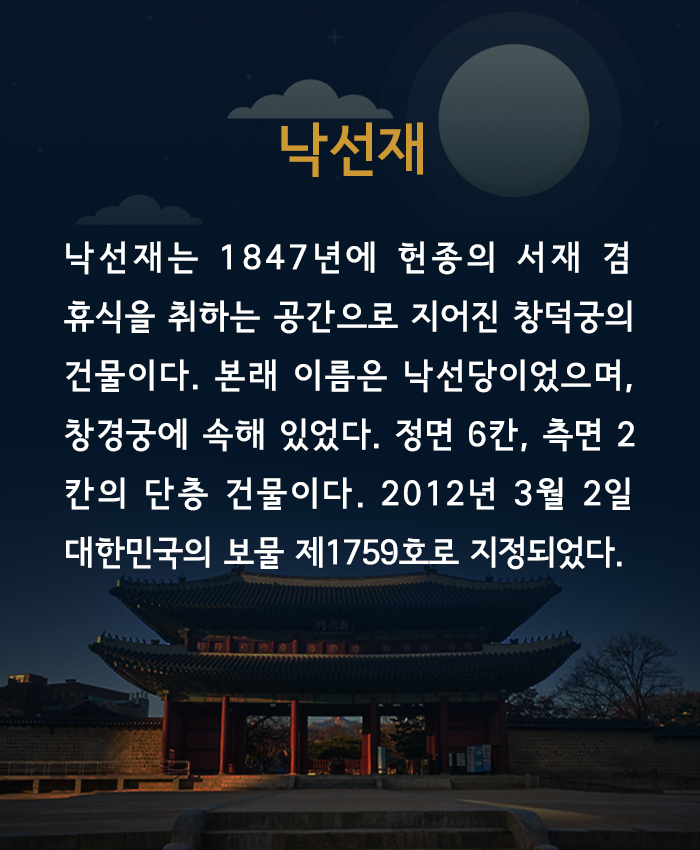 낙선재
낙선재는 1847년에 헌종의 서재 겸
휴식을 취하는 공간으로 지어진 창덕궁의
건물이다. 본래 이름은 낙선당이었으며,
창경궁에 속해 있었다. 정면 6칸, 측면 2
칸의 단층 건물이다. 2012년 3월 2일
대한민국의 보물 제1759호로 지정되었다.